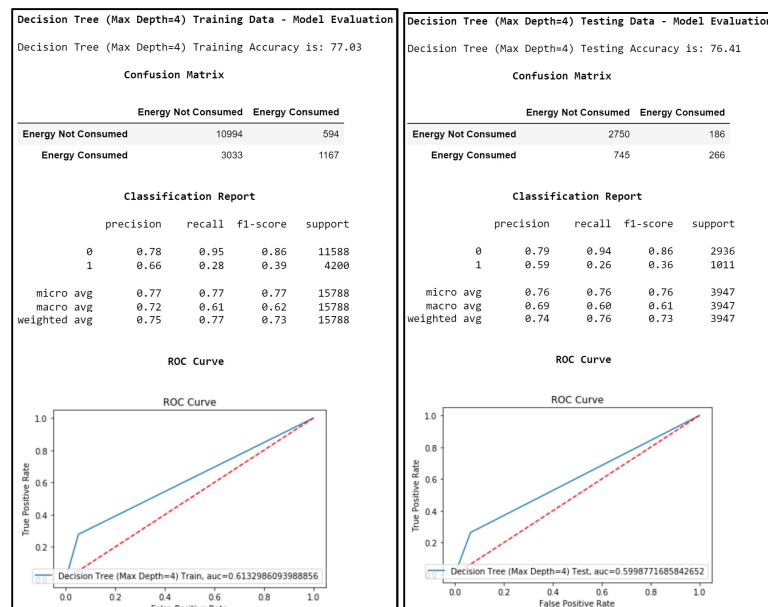 Decision Tree (Max Depth=4) Training Data - Model Evaluation
Decision Tree (Max Depth=4) Training Accuracy is: 77.03
Confusion Matrix
Energy Not Consumed Energy Consumed
Energy Not Consumed 10994 594
Energy Consumed 3033 1167
Classification Report
precision recall f1-score support
0 0.78 0.95 0.86 11588
1 0.66 0.28 0.39 4200
micro avg 0.77 0.77 0.77 15788
macro avg 0.72 0.61 0.62 15788
weighted avg 0.75 0.77 0.73 15788
ROC Curve
ROC Curve
True Positive Rate
1.0
0.8
0.6
0.4
0.2
0.0
Decision Tree (Max Depth=4) Train, auc=0.6132986093988856
0.0 0.2 0.4 0.6 0.8 1.0
False Positive Rate
Decision Tree (Max Depth=4) Testing Data - Model Evaluation
Decision Tree (Max Depth=4) Testing Accuracy is: 76.41
Confusion Matrix
Energy Not Consumed Energy Consumed
Energy Not Consumed 2750 186
Energy Consumed 745 266
Classification Report
precision recall f1-score support
0 0.79 0.94 0.86 2936
1 0.59 0.26 0.36 1011
micro avg 0.76 0.76 0.76 3947
macro avg 0.69 0.60 0.61 3947
weighted avg 0.74 0.76 0.73 3947
ROC Curve
ROC Curve
True Positive Rate
1.0
0.8
0.6
0.4
0.2
0.0
Decision Tree (Max Depth=4) Test, auc=0.5998771685842652
0.0 0.2 0.4 0.6 0.8 1.0
False Positive Rate